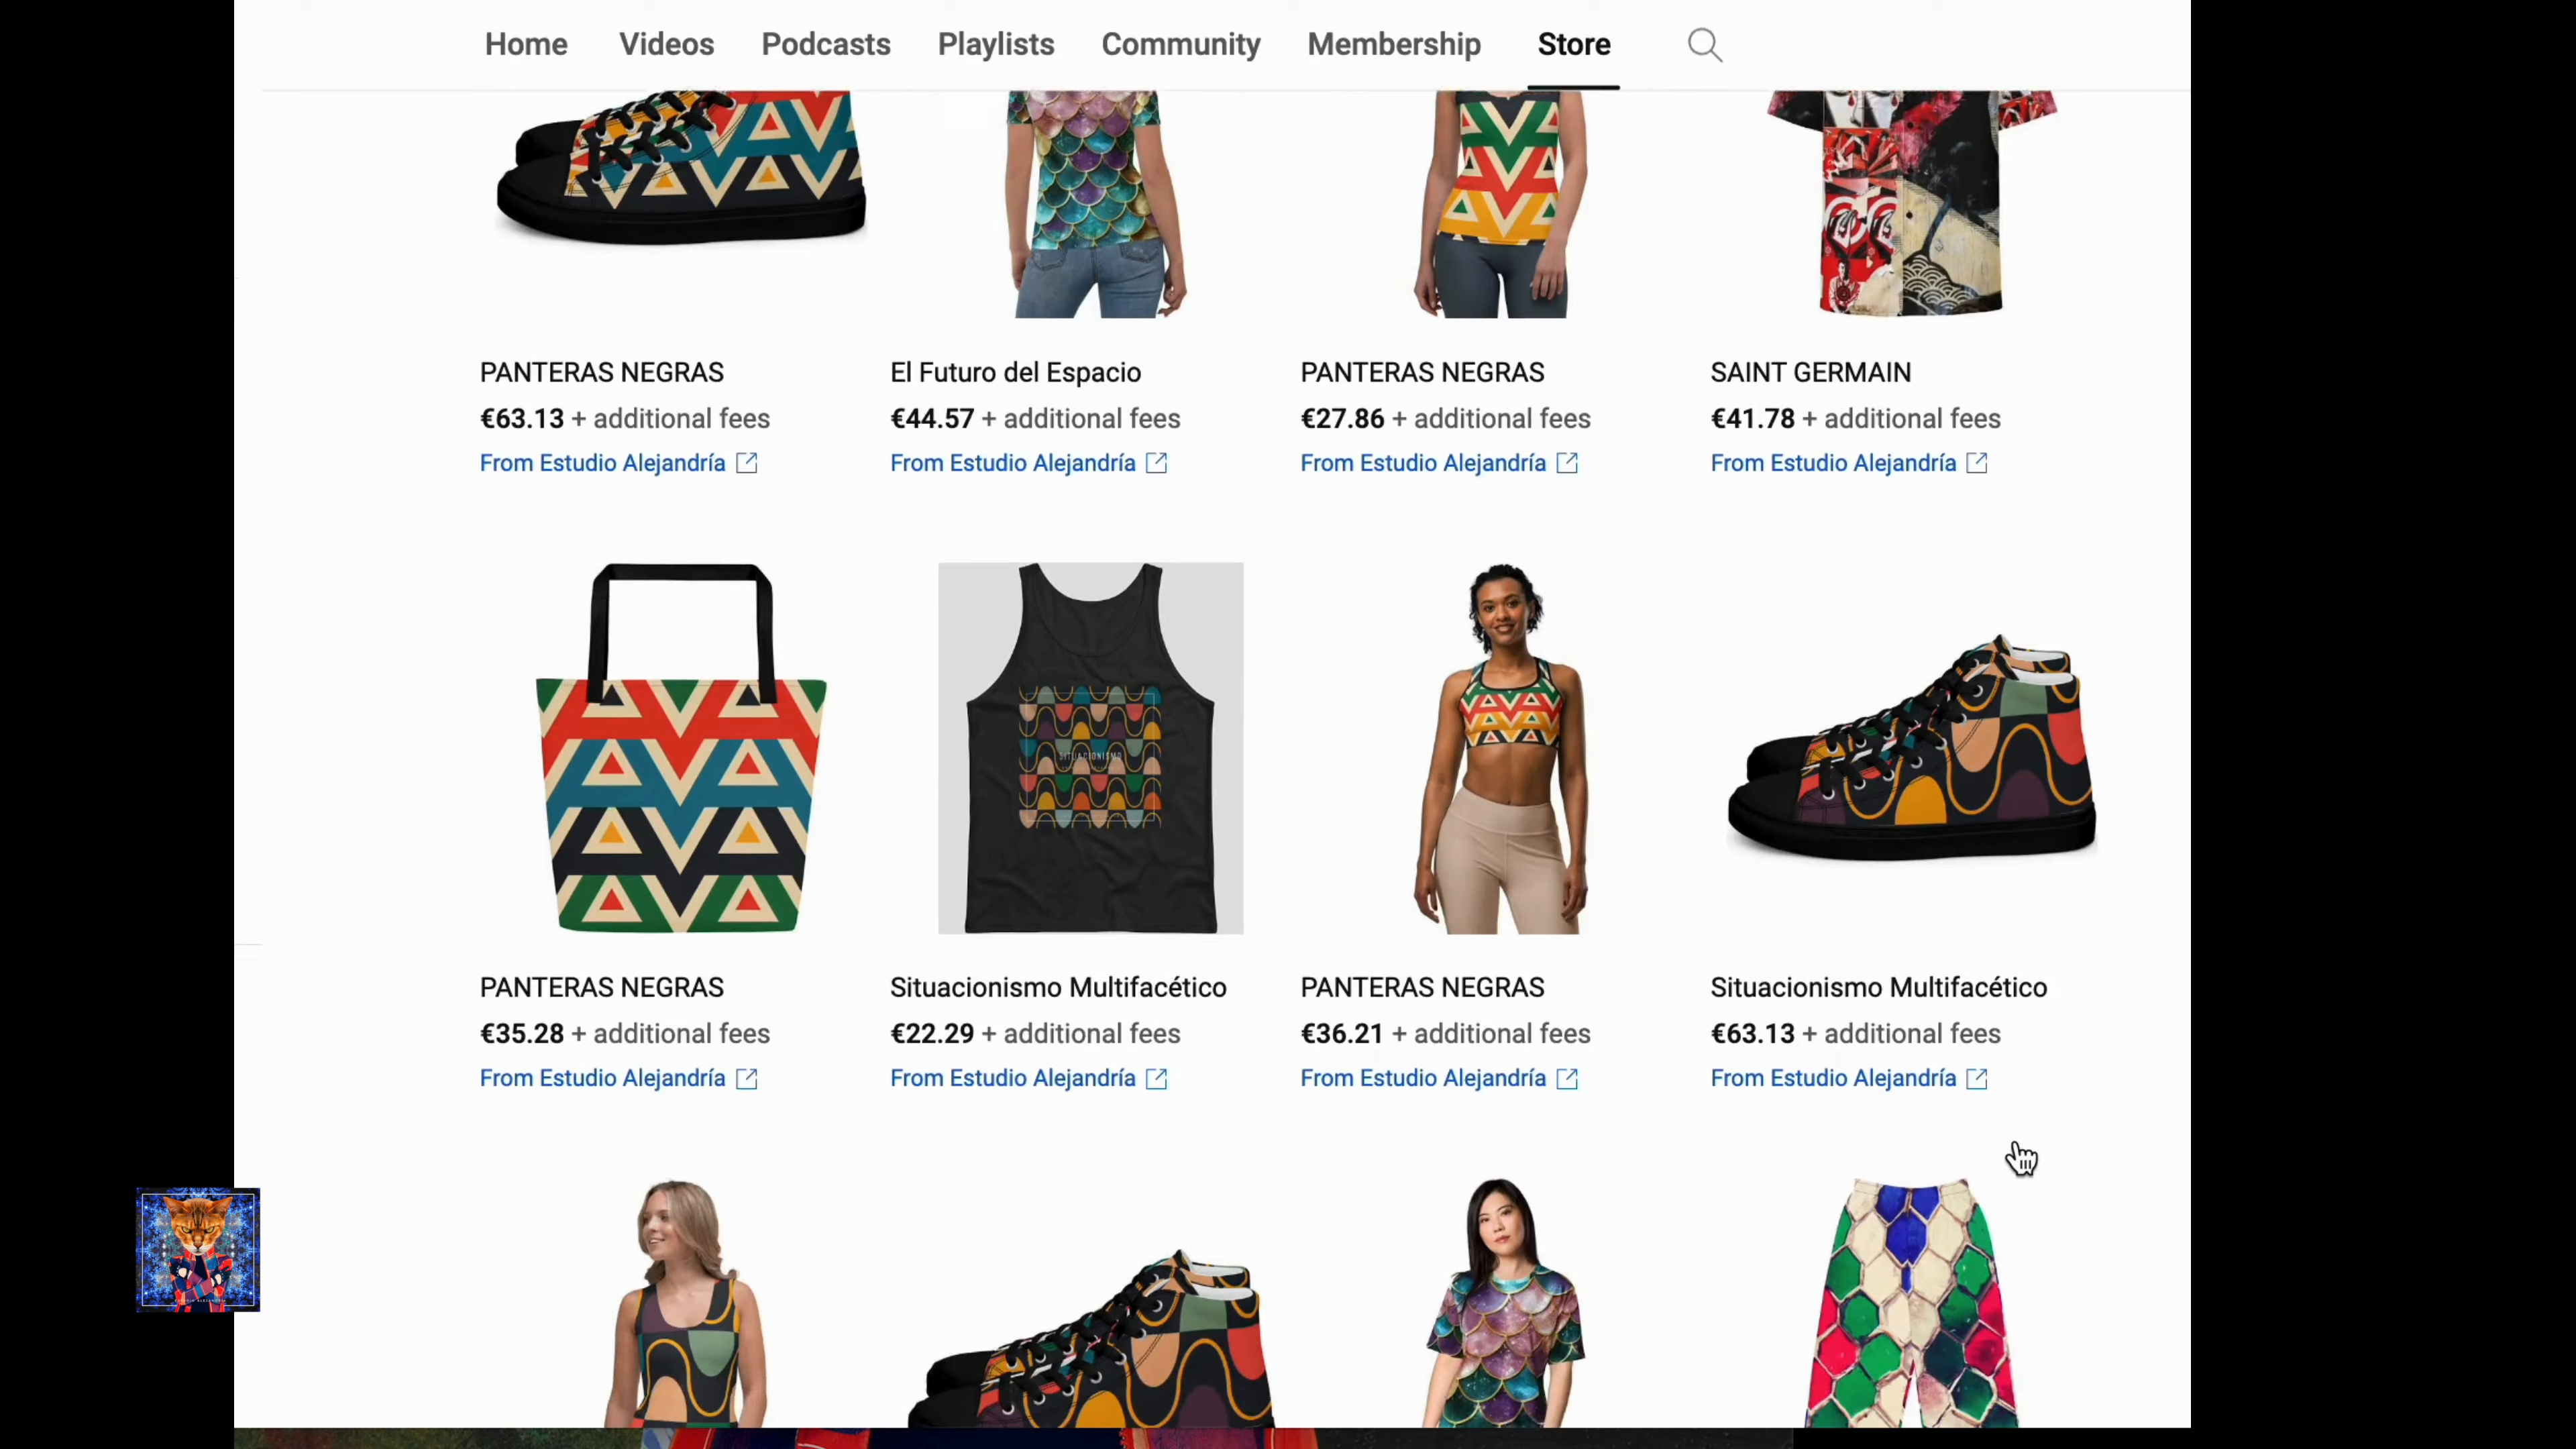 Home Videos Podcasts Playlists Community Membership Store
PANTERAS NEGRAS
€63.13 + additional fees
From Estudio Alejandría
El Futuro del Espacio
€44.57 + additional fees
From Estudio Alejandría
PANTERAS NEGRAS
€27.86 + additional fees
From Estudio Alejandría
SAINT GERMAIN
€41.78 + additional fees
From Estudio Alejandría
SITUACIONISMO
PANTERAS NEGRAS
€35.28 + additional fees
From Estudio Alejandría
Situacionismo Multifacético
€22.29 + additional fees
From Estudio Alejandría
PANTERAS NEGRAS
€36.21 + additional fees
From Estudio Alejandría
Situacionismo Multifacético
€63.13 + additional fees
From Estudio Alejandría